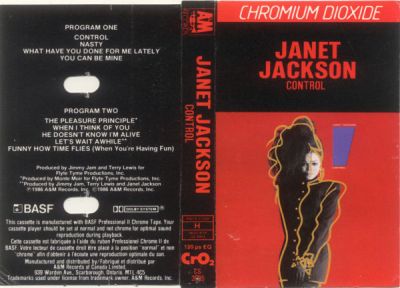 PROGRAM ONE
CONTROL
NASTY
WHAT HAVE YOU DONE FOR ME LATELY
YOU CAN BE MINE
PROGRAM TWO
THE PLEASURE PRINCIPLE*
WHEN I THINK OF YOU
HE DOESN'T KNOW I'M ALIVE
LET'S WAIT AWHILE**
FUNNY HOW TIME FLIES (When You're Having Fun)
Produced by Jimmy Jam and Terry Lewis for
Flyte Tyme Productions, Inc.
*Produced by Monte Moir for Flyte Tyme Productions, Inc.
**Produced by Jimmy Jam, Terry Lewis and Janet Jackson
℗ 1986 A&M Records, Inc. © 1986 A&M Records, Inc.
BASF
DOLBY SYSTEM
This cassette is manufactured with BASF Professional II Chrome Tape. Your
cassette player should be set at normal and not chrome for optimal sound
reproduction during playback.
Cette cassette est fabriquée à l'aide du ruban Professional Chrome II de
BASF. Votre lecteur de cassette doit être placé à la position "normal" et non
"chrome" afin d'obtenir à l'écoute une reproduction optimale du son.
Manufactured and distributed by/Fabriqué et distribué par
A&M Records of Canada Limited
939 Warden Ave., Scarborough, Ontario M1L 4C5
Trademarks used under license from trademark owner, A&M Records, Inc.
A&M
RECORDS
JANET JACKSON
CONTROL
H
120 µs EQ
CrO2
CS
CHROMIUM DIOXIDE
JANET
JACKSON
CONTROL